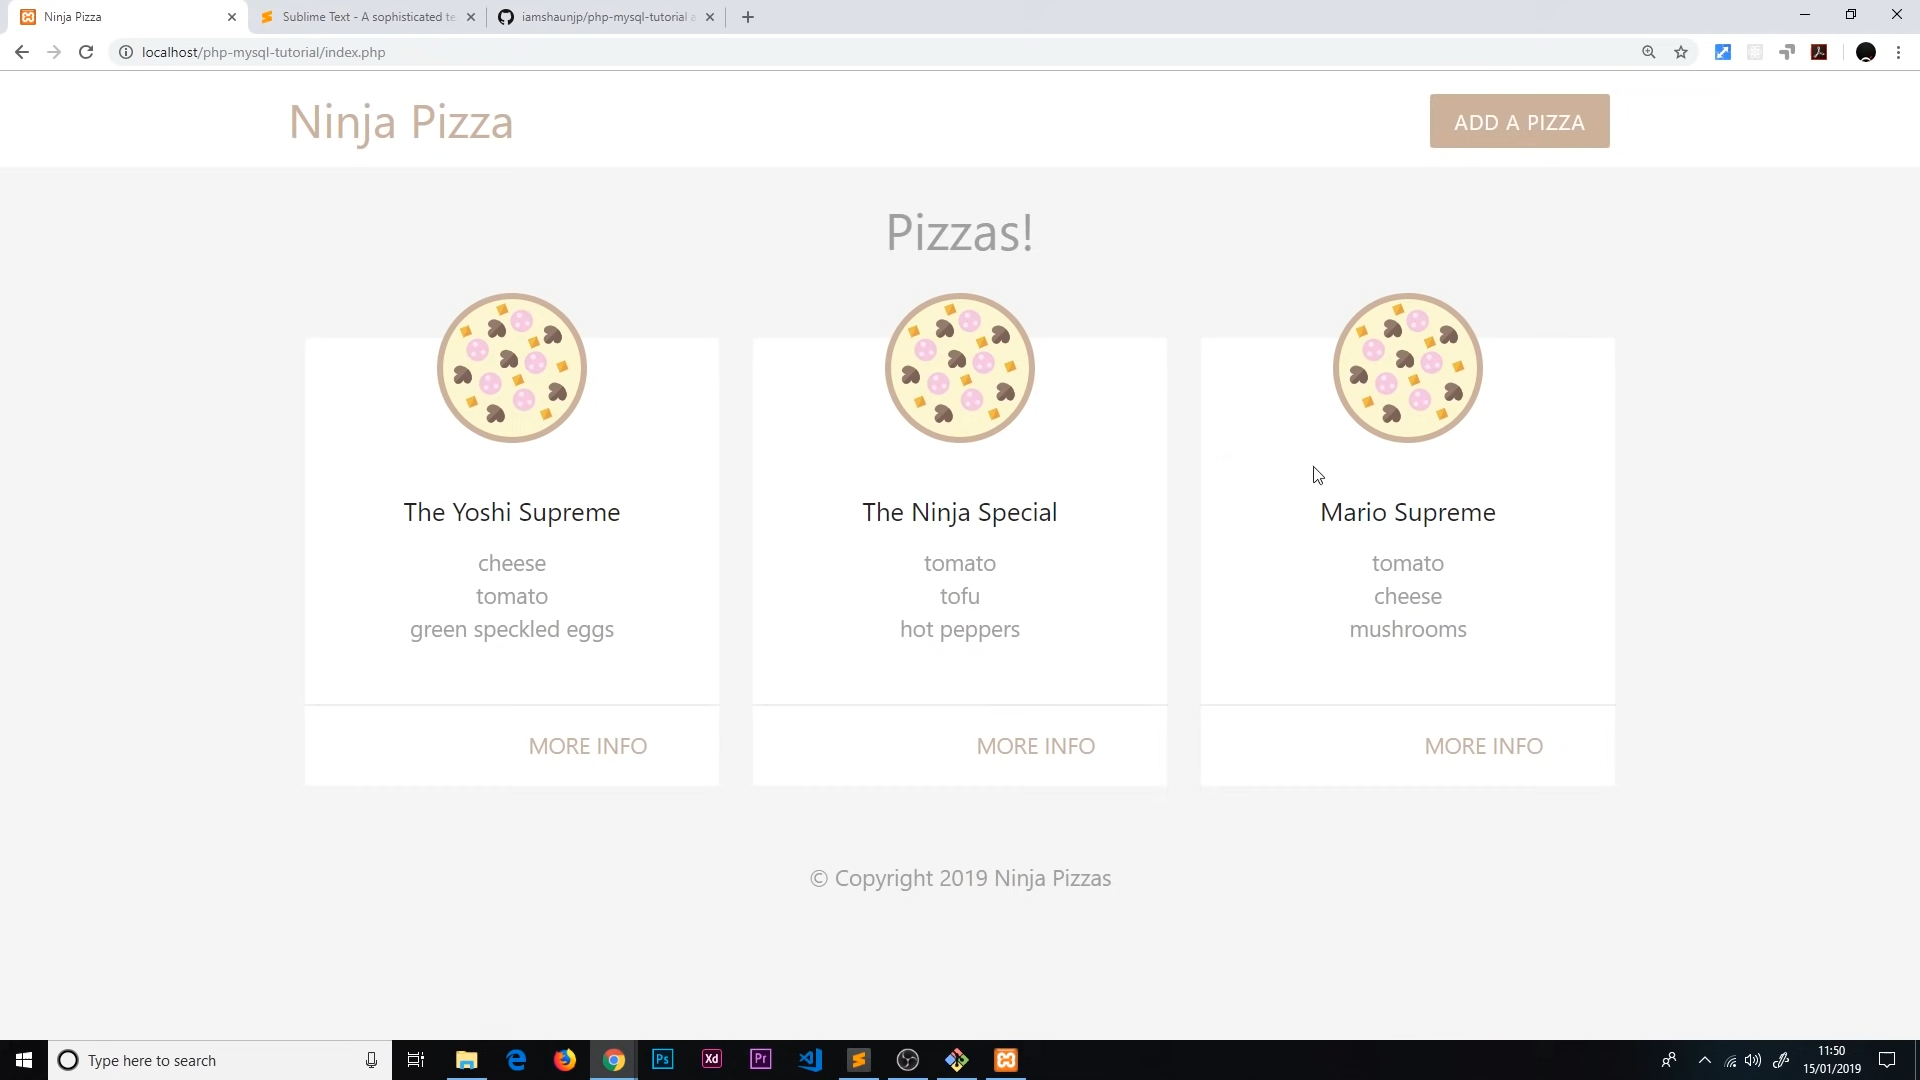 Ninja Pizza
Sublime Text - A sophisticated te
iamshaunjp/php-mysql-tutorial a
localhost/php-mysql-tutorial/index.php
Ninja Pizza
ADD A PIZZA
Pizzas!
The Yoshi Supreme
cheese
tomato
green speckled eggs
MORE INFO
The Ninja Special
tomato
tofu
hot peppers
MORE INFO
Mario Supreme
tomato
cheese
mushrooms
MORE INFO
© Copyright 2019 Ninja Pizzas
Type here to search
Ps
Xd
Pr
11:50
15/01/2019